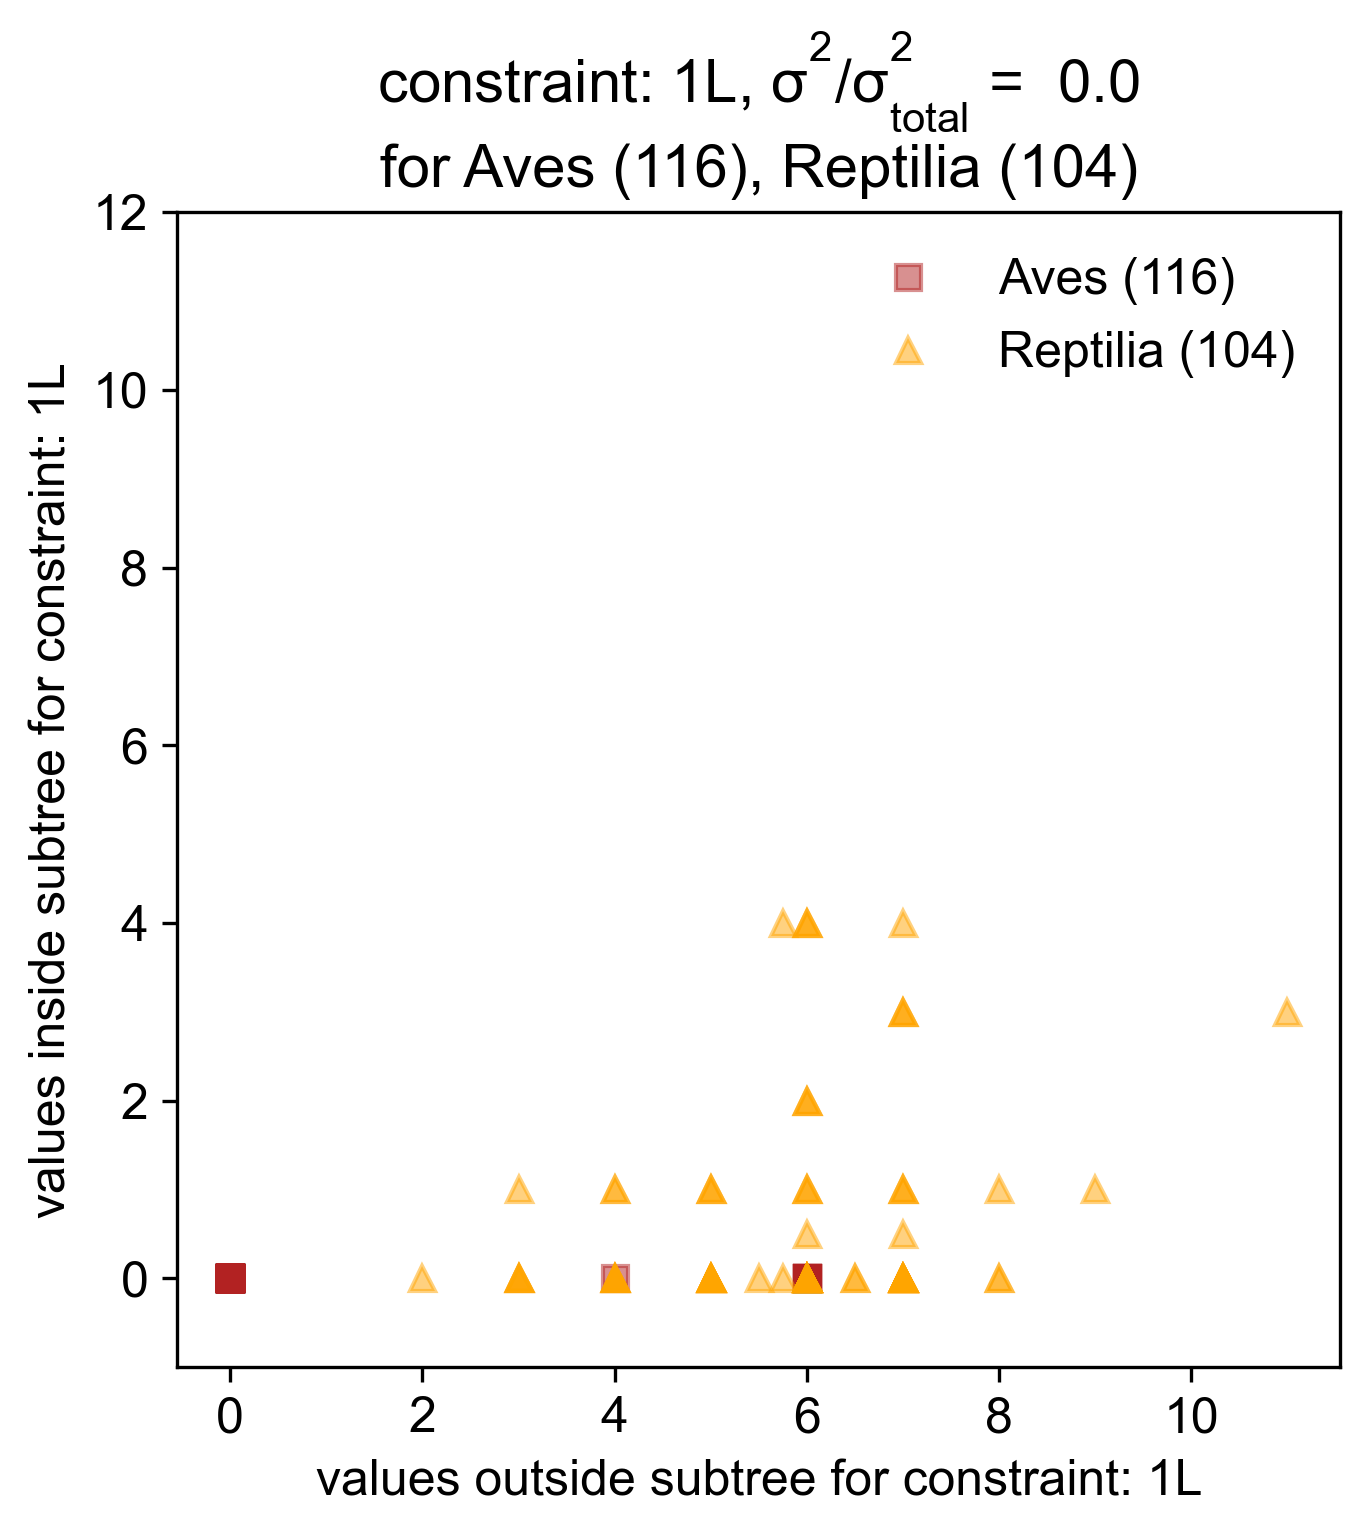 constraint: 1L, σ²/σ²total = 0.0
for Aves (116), Reptilia (104)
12
10
8
6
4
2
0
Aves (116)
Reptilia (104)
values inside subtree for constraint: 1L
0 2 4 6 8 10
values outside subtree for constraint: 1L